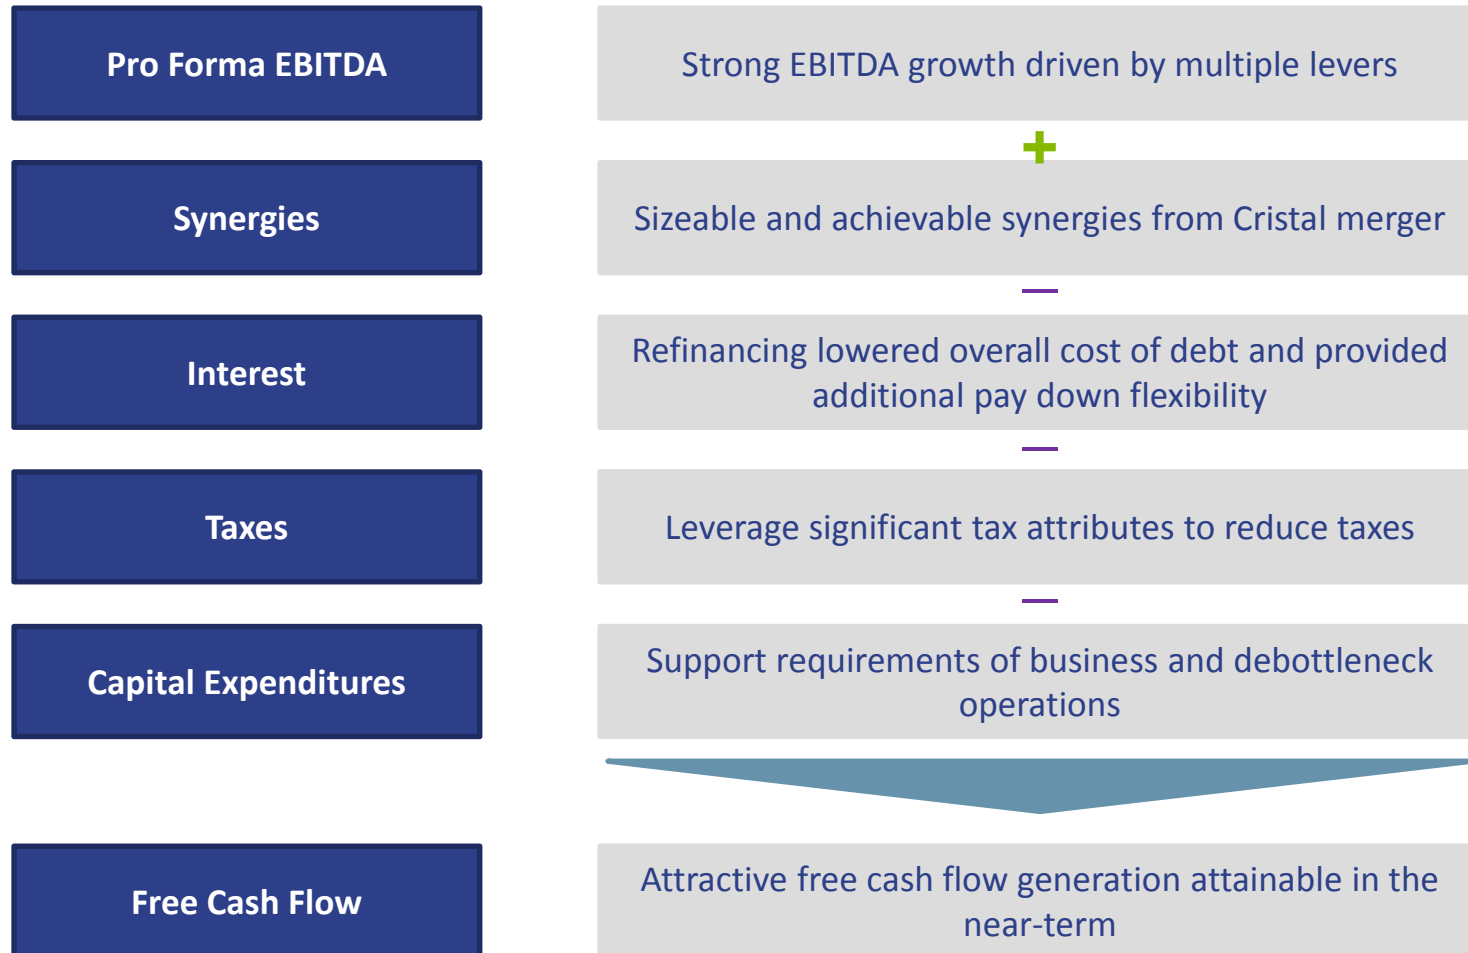 Pro Forma EBITDA
Strong EBITDA growth driven by multiple levers
+
Synergies
Sizeable and achievable synergies from Cristal merger
—
Interest
Refinancing lowered overall cost of debt and provided
additional pay down flexibility
—
Taxes
Leverage significant tax attributes to reduce taxes
—
Capital Expenditures
Support requirements of business and debottleneck
operations
Free Cash Flow
Attractive free cash flow generation attainable in the
near-term